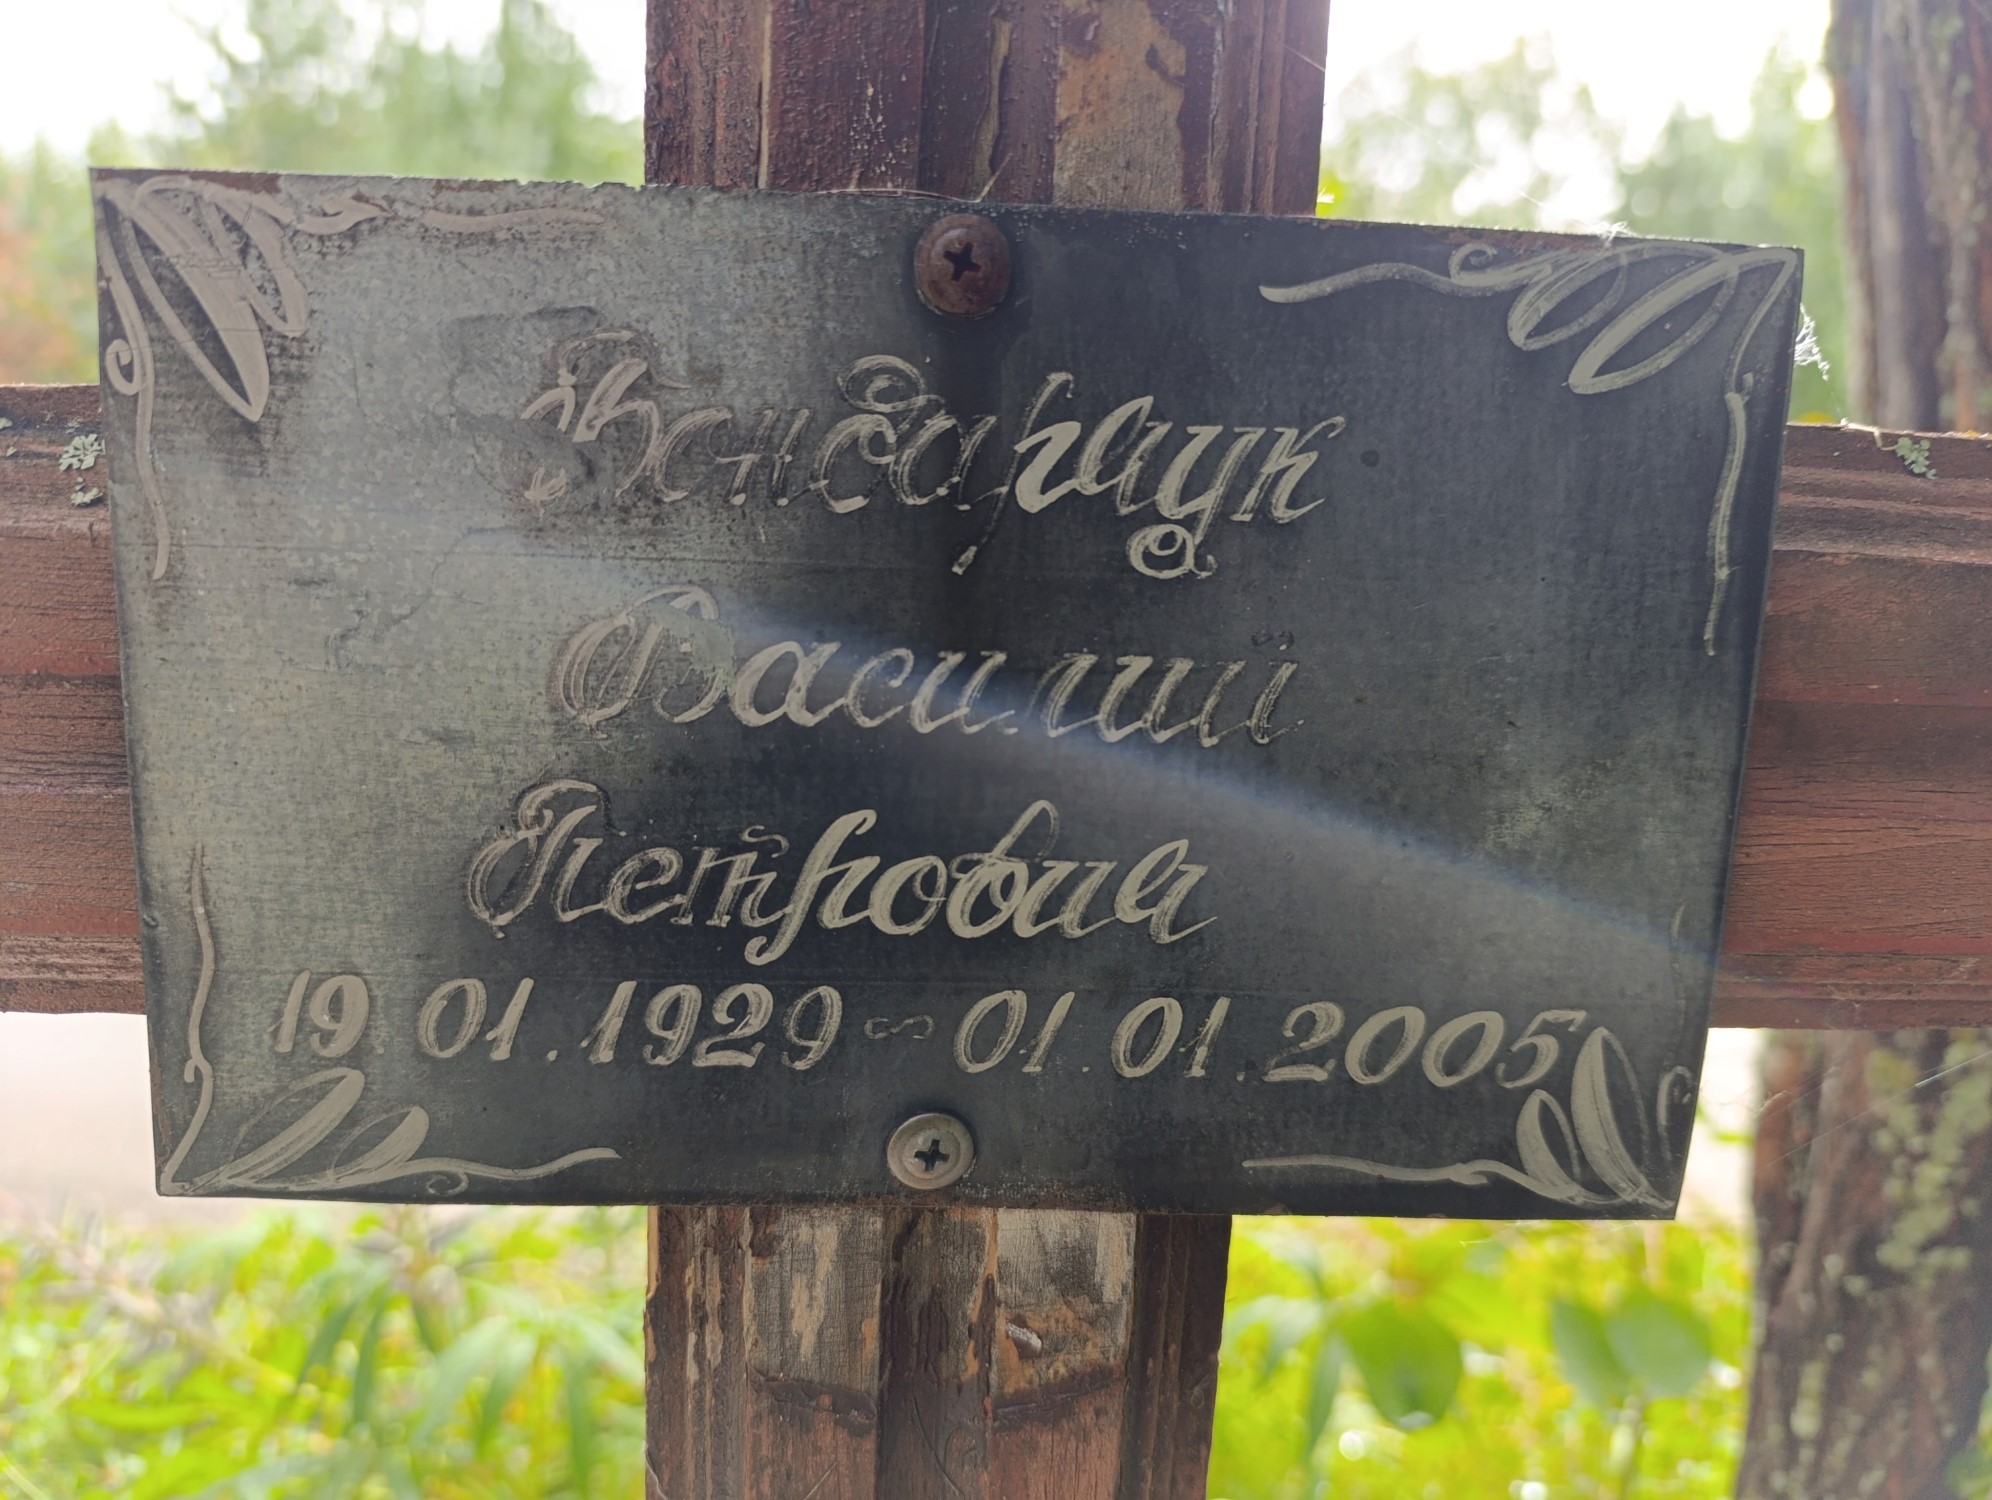 Бондарчук
Василий
Петрович
19.01.1929 ~ 01.01.2005